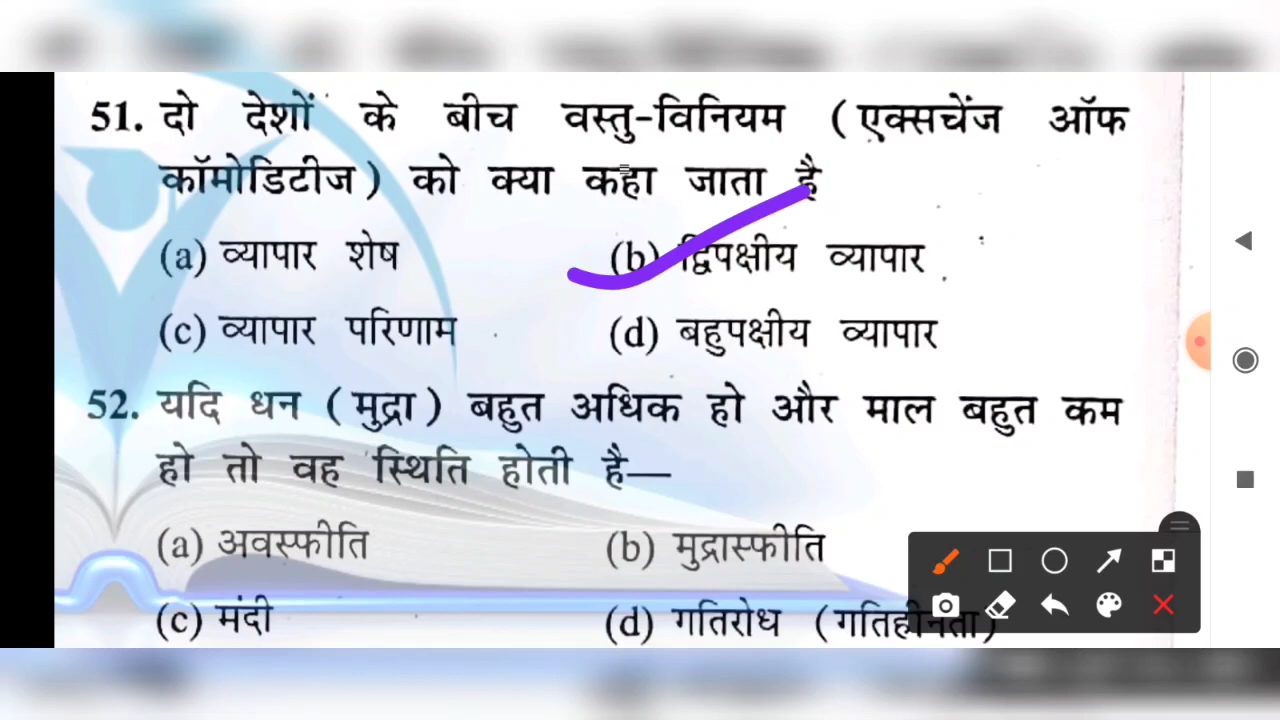 51. दो देशों के बीच वस्तु-विनियम (एक्सचेंज ऑफ
कॉमोडिटीज) को क्या कहा जाता है
(a) व्यापार शेष (b) द्विपक्षीय व्यापार
(c) व्यापार परिणाम (d) बहुपक्षीय व्यापार
52. यदि धन (मुद्रा) बहुत अधिक हो और माल बहुत कम
हो तो वह स्थिति होती है—
(a) अवस्फीति (b) मुद्रास्फीति
(c) मंदी (d) गतिरोध (गतिहीनता)